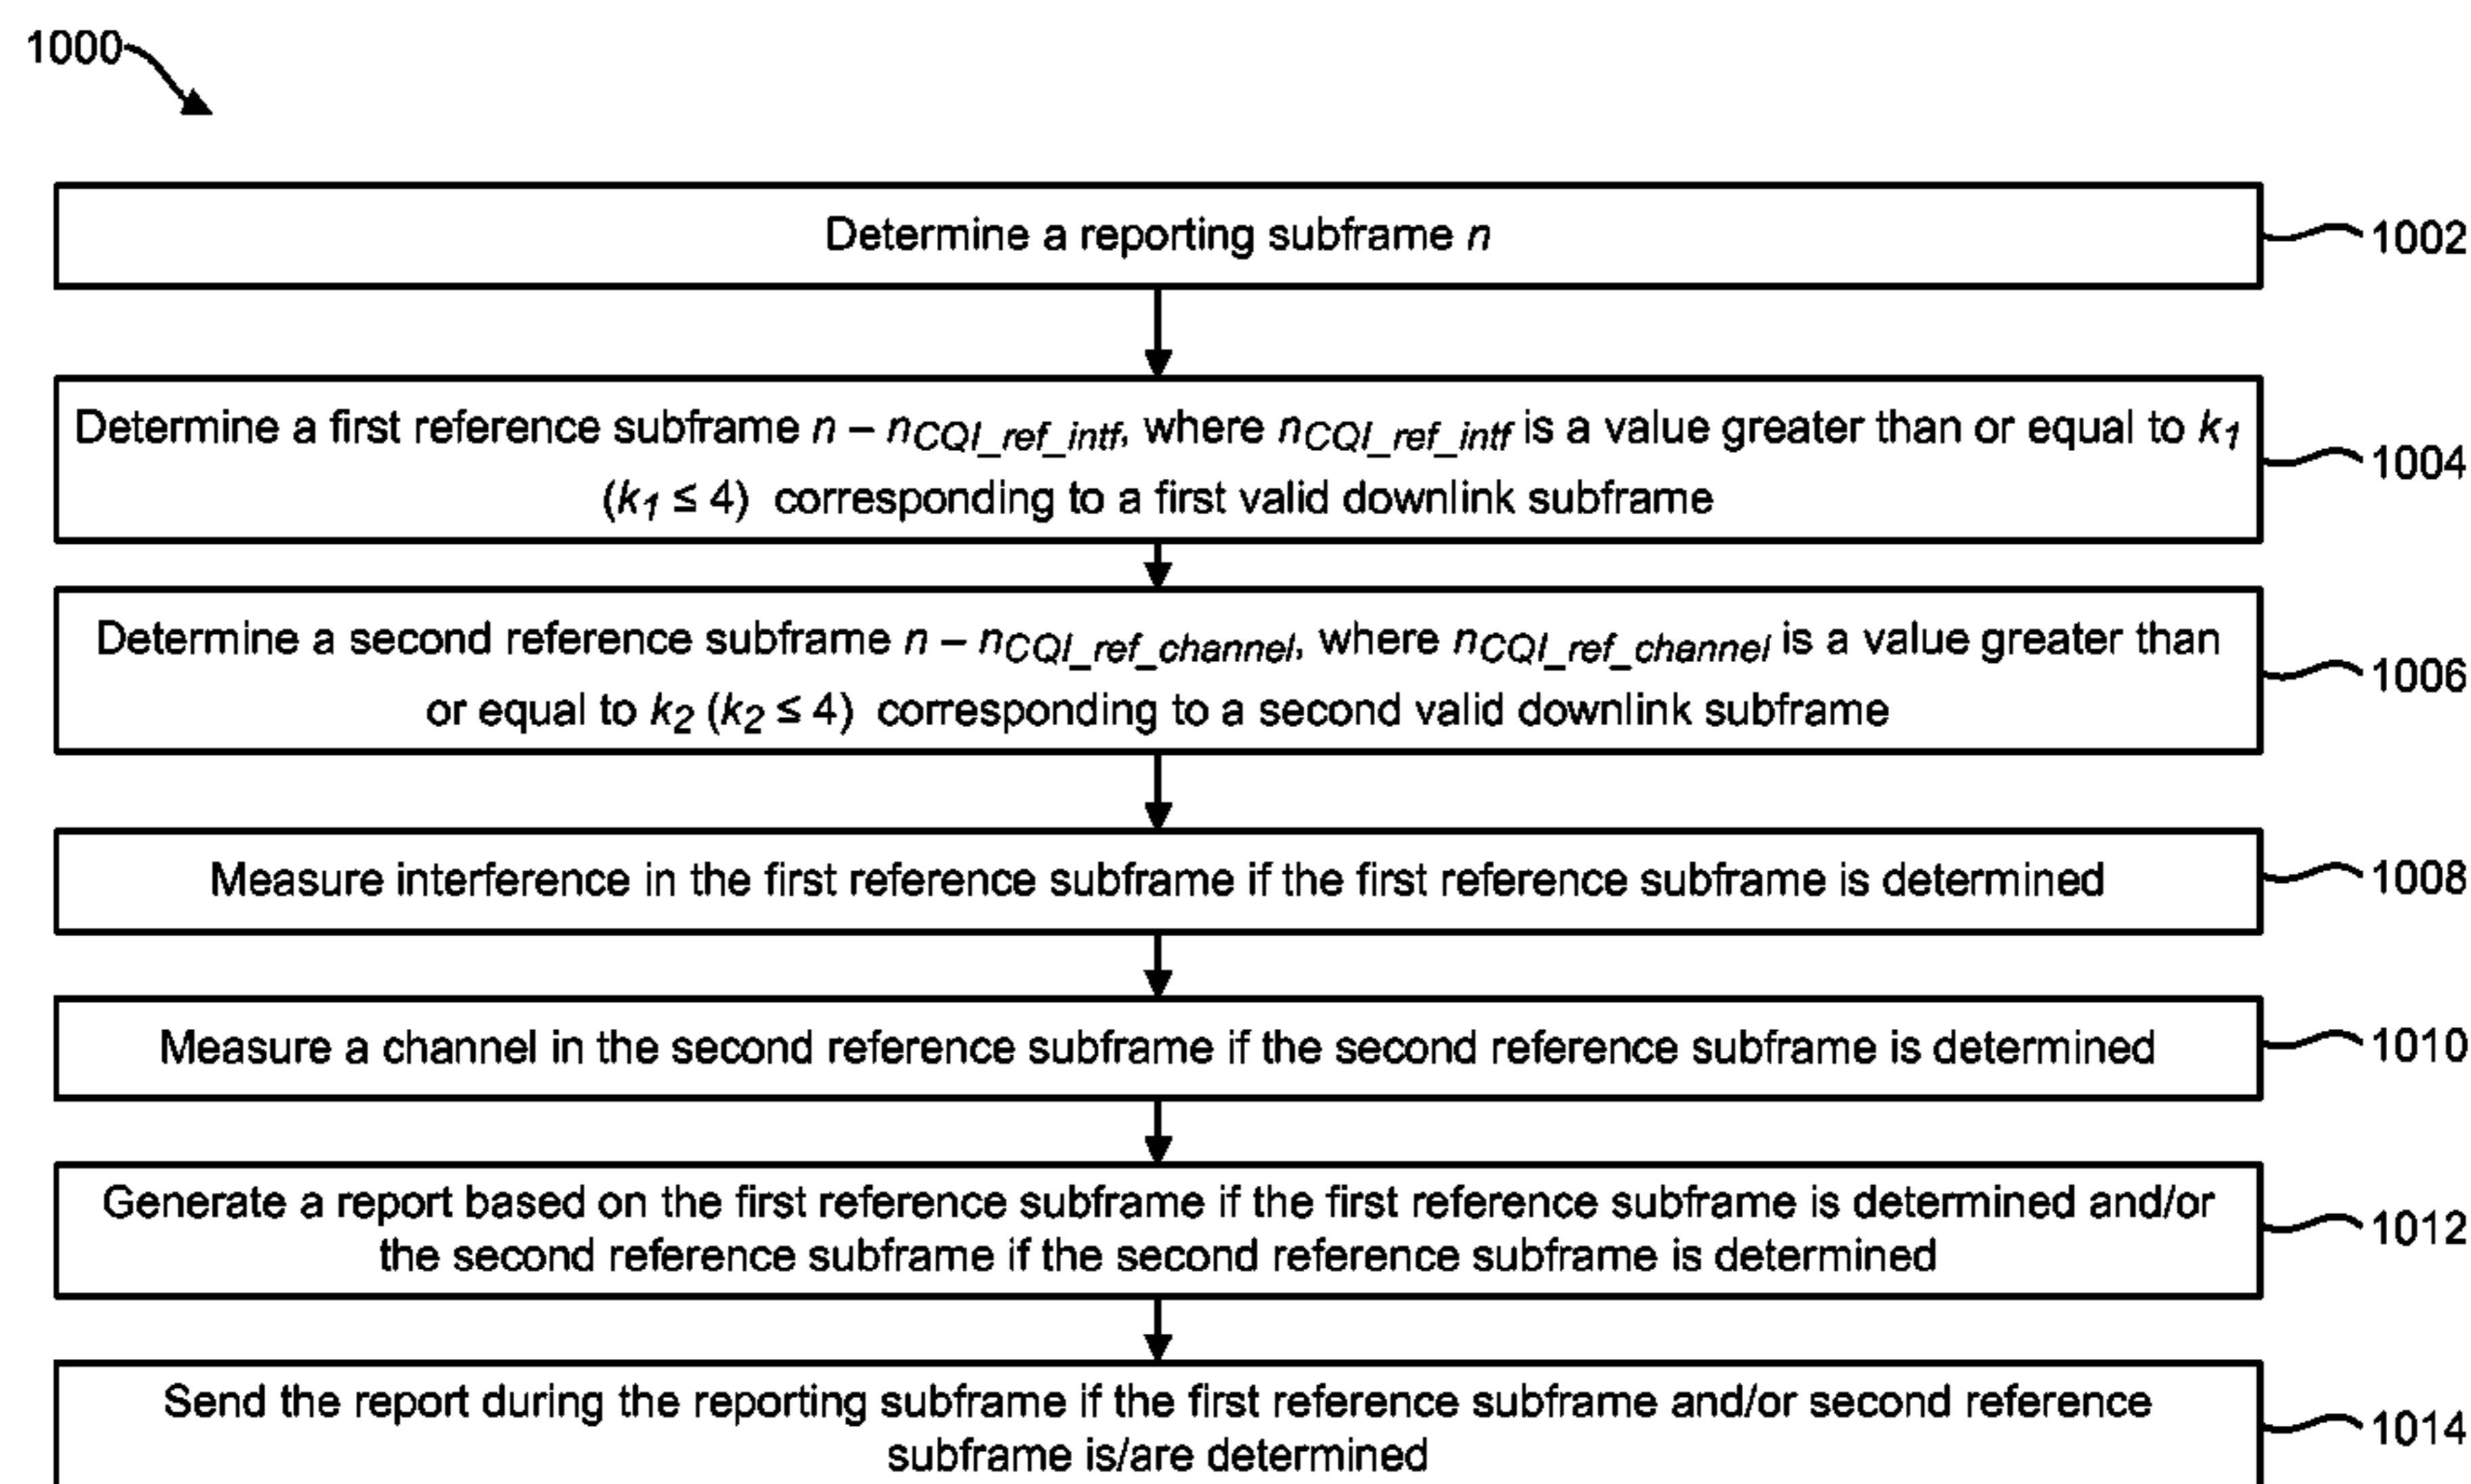 1000
Determine a reporting subframe n
1002
Determine a first reference subframe n – nCQI_ref_intf, where nCQI_ref_intf is a value greater than or equal to k1
(k1 ≤ 4) corresponding to a first valid downlink subframe
1004
Determine a second reference subframe n – nCQI_ref_channel, where nCQI_ref_channel is a value greater than
or equal to k2 (k2 ≤ 4) corresponding to a second valid downlink subframe
1006
Measure interference in the first reference subframe if the first reference subframe is determined
1008
Measure a channel in the second reference subframe if the second reference subframe is determined
1010
Generate a report based on the first reference subframe if the first reference subframe is determined and/or
the second reference subframe if the second reference subframe is determined
1012
Send the report during the reporting subframe if the first reference subframe and/or second reference
subframe is/are determined
1014